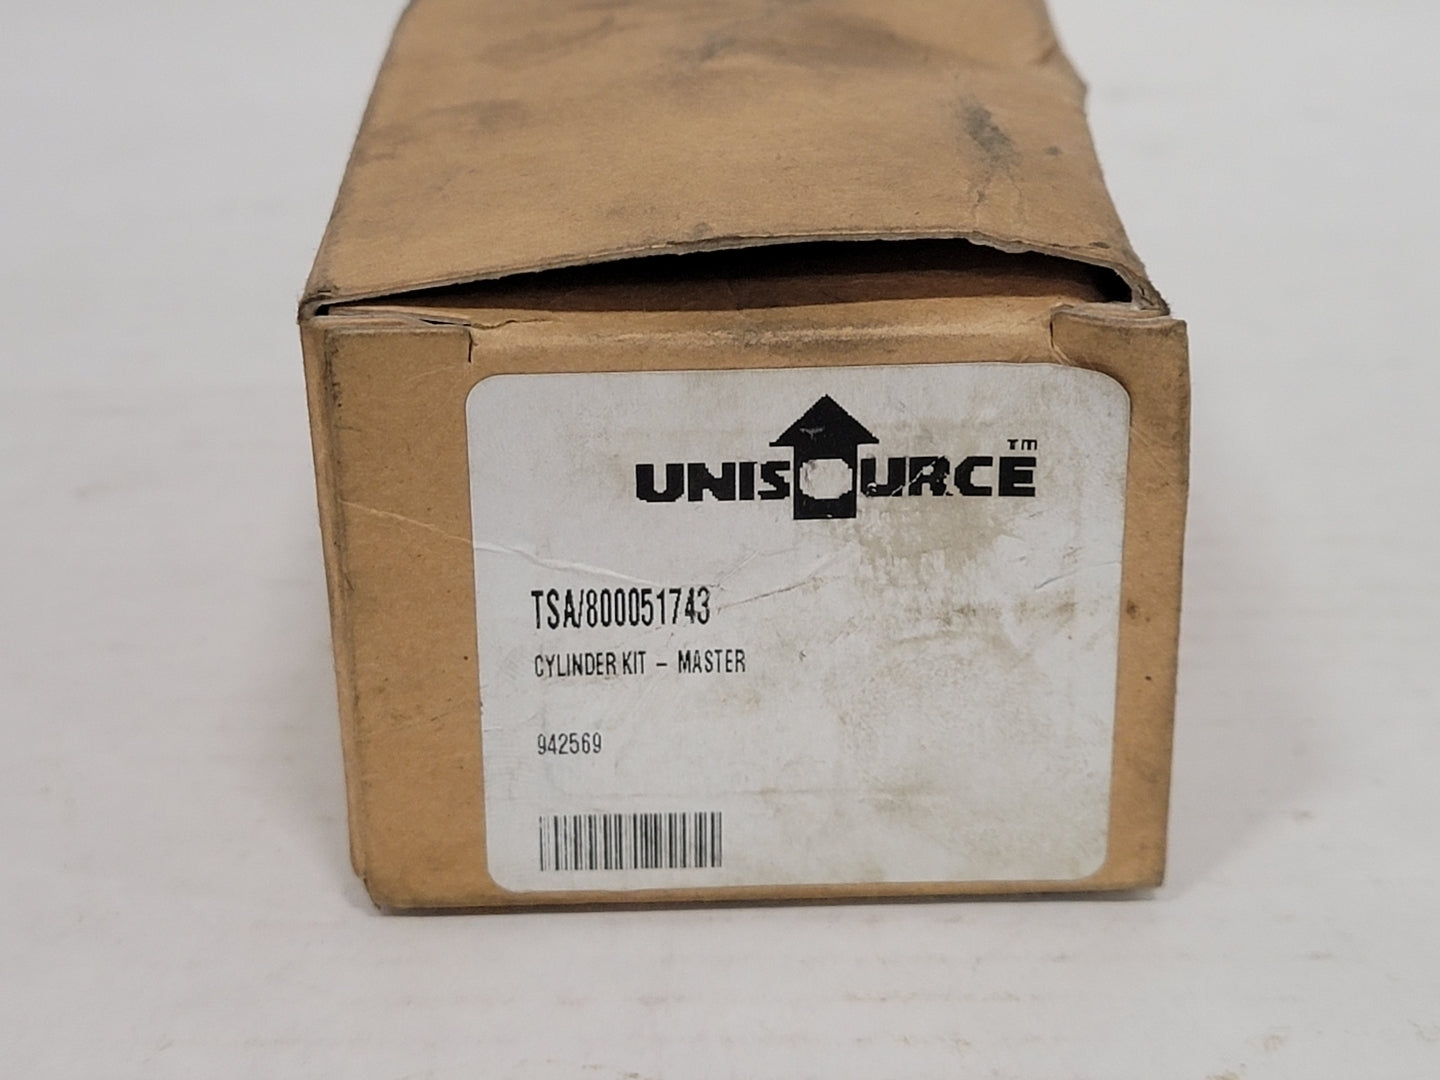 UNISOURCE™
TSA/800051743
CYLINDER KIT - MASTER
942569